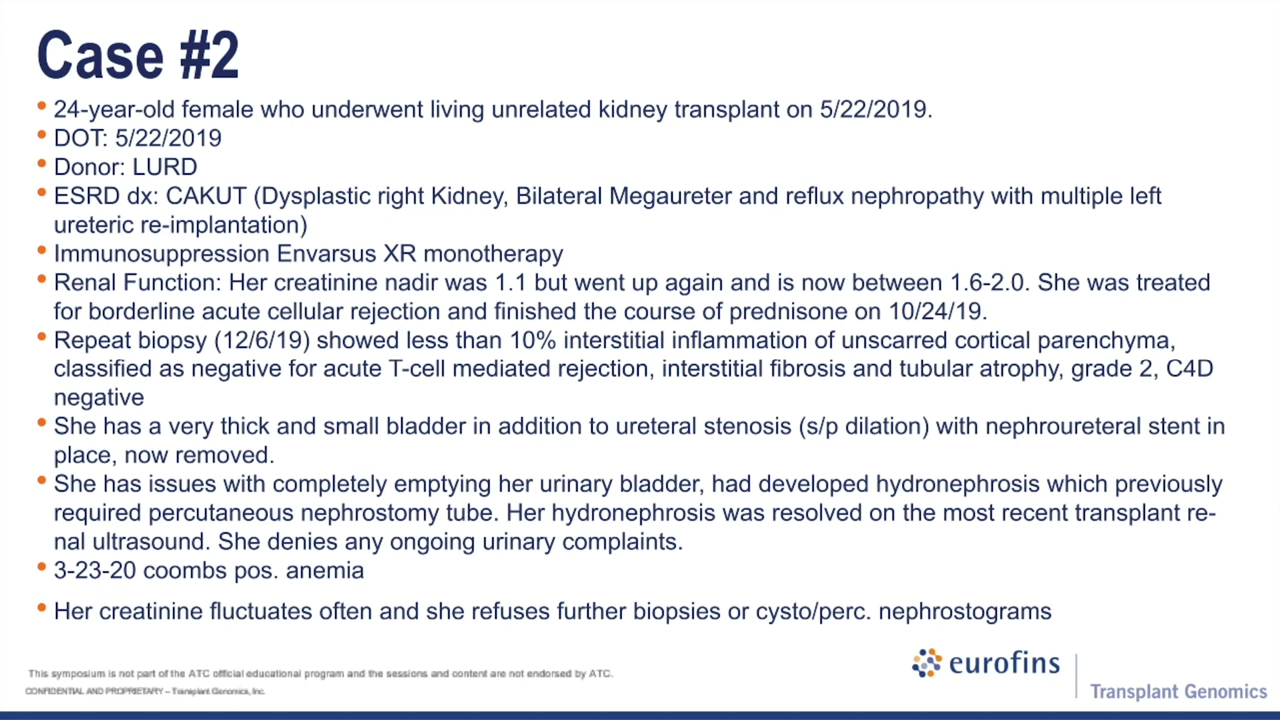 Case #2
• 24-year-old female who underwent living unrelated kidney transplant on 5/22/2019.
• DOT: 5/22/2019
• Donor: LURD
• ESRD dx: CAKUT (Dysplastic right Kidney, Bilateral Megaureter and reflux nephropathy with multiple left
ureteric re-implantation)
• Immunosuppression Envarsus XR monotherapy
• Renal Function: Her creatinine nadir was 1.1 but went up again and is now between 1.6-2.0. She was treated
for borderline acute cellular rejection and finished the course of prednisone on 10/24/19.
• Repeat biopsy (12/6/19) showed less than 10% interstitial inflammation of unscarred cortical parenchyma,
classified as negative for acute T-cell mediated rejection, interstitial fibrosis and tubular atrophy, grade 2, C4D
negative
• She has a very thick and small bladder in addition to ureteral stenosis (s/p dilation) with nephroureteral stent in
place, now removed.
• She has issues with completely emptying her urinary bladder, had developed hydronephrosis which previously
required percutaneous nephrostomy tube. Her hydronephrosis was resolved on the most recent transplant re-
nal ultrasound. She denies any ongoing urinary complaints.
• 3-23-20 coombs pos. anemia
• Her creatinine fluctuates often and she refuses further biopsies or cysto/perc. nephrostograms
This symposium is not part of the ATC official educational program and the sessions and content are not endorsed by ATC.
CONFIDENTIAL AND PROPRIETARY – Transplant Genomics, Inc.
eurofins
Transplant Genomics